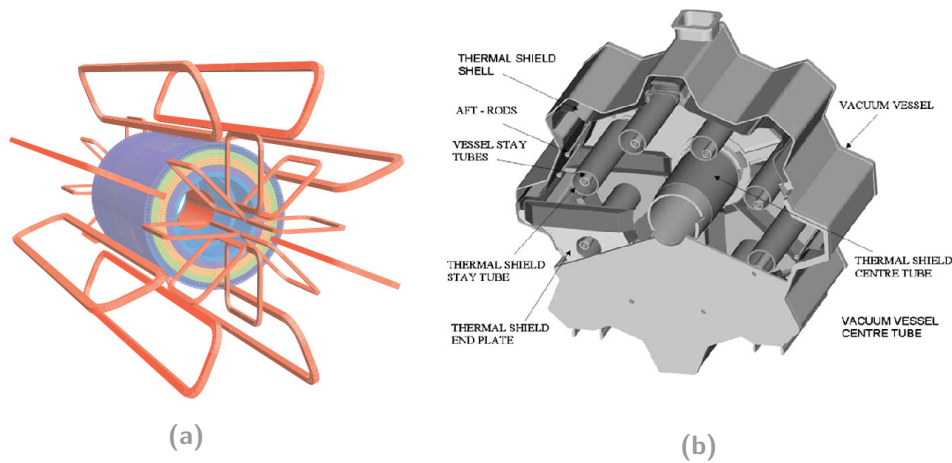 (a)
THERMAL SHIELD
SHELL
AFT - RODS
VESSEL STAY
TUBES
THERMAL SHIELD
STAY TUBE
THERMAL SHIELD
END PLATE
VACUUM VESSEL
THERMAL SHIELD
CENTRE TUBE
VACUUM VESSEL
CENTRE TUBE
(a)
(b)